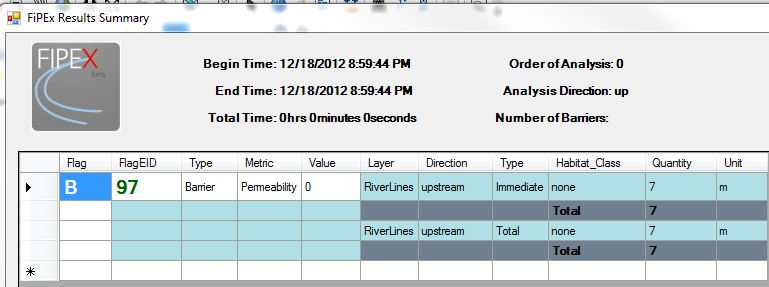 FiPEx Results Summary
FIPEX
beta
Begin Time: 12/18/2012 8:59:44 PM
Order of Analysis: 0
End Time: 12/18/2012 8:59:44 PM
Analysis Direction: up
Total Time: 0hrs 0minutes 0seconds
Number of Barriers:
Flag FlagEID Type Metric Value Layer Direction Type Habitat_Class Quantity Unit
B 97 Barrier Permeability 0 RiverLines upstream Immediate none 7 m
Total 7
RiverLines upstream Total none 7 m
Total 7